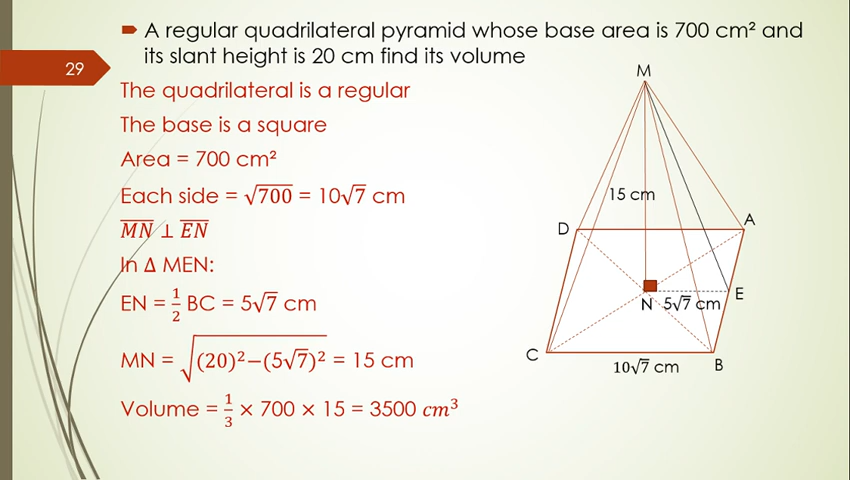 A regular quadrilateral pyramid whose base area is 700 cm² and
its slant height is 20 cm find its volume
29
The quadrilateral is a regular
The base is a square
Area = 700 cm²
Each side = √700 = 10√7 cm
M̅N̅ ⊥ E̅N̅
In Δ MEN:
EN = 1/2 BC = 5√7 cm
MN = √((20)²−(5√7)²) = 15 cm
Volume = 1/3 × 700 × 15 = 3500 cm³
M
15 cm
D
A
E
N 5√7 cm
C
B
10√7 cm